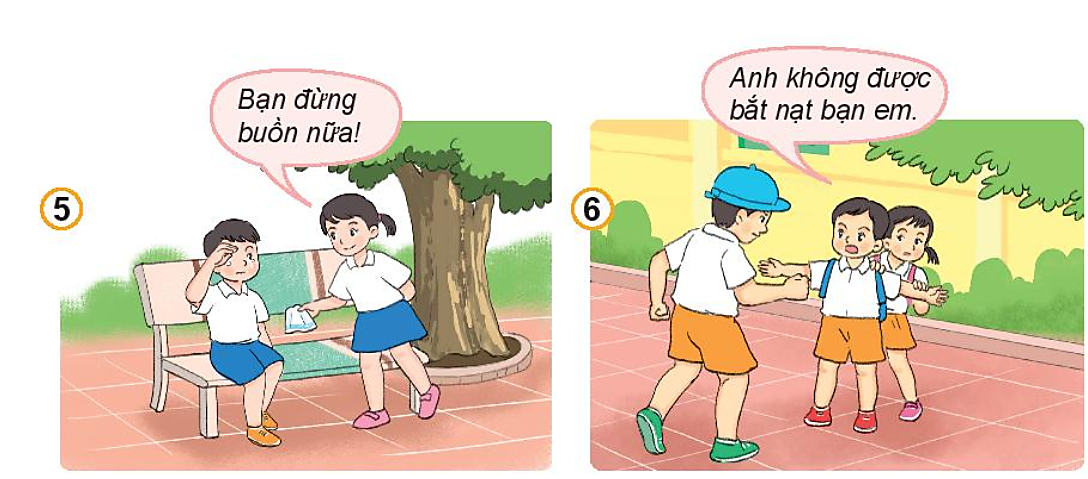 Bạn đừng
buồn nữa!
5
Anh không được
bắt nạt bạn em.
6